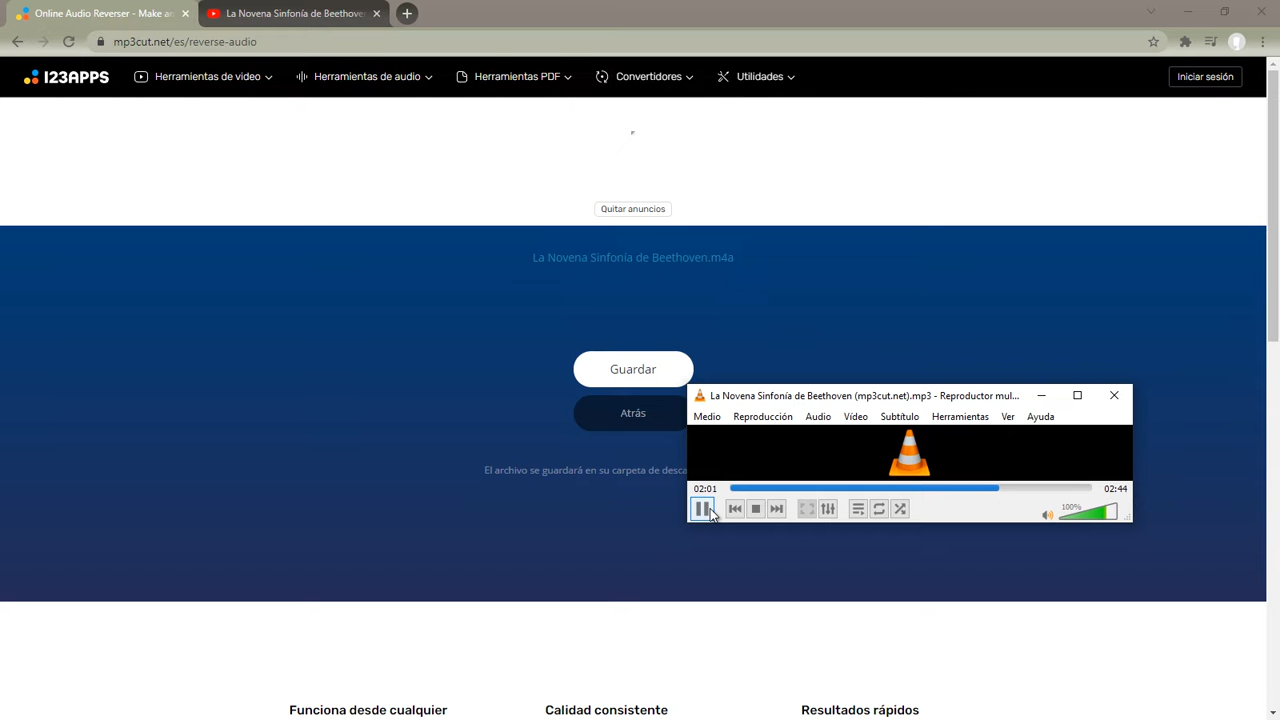 Online Audio Reverser - Make an
La Novena Sinfonía de Beethoven
mp3cut.net/es/reverse-audio
123APPS
Herramientas de video
Herramientas de audio
Herramientas PDF
Convertidores
Utilidades
Iniciar sesión
Quitar anuncios
La Novena Sinfonía de Beethoven.m4a
Guardar
Atrás
El archivo se guardará en su carpeta de desca
La Novena Sinfonía de Beethoven (mp3cut.net).mp3 - Reproductor mul...
Medio Reproducción Audio Vídeo Subtítulo Herramientas Ver Ayuda
02:01
02:44
100%
Funciona desde cualquier
Calidad consistente
Resultados rápidos